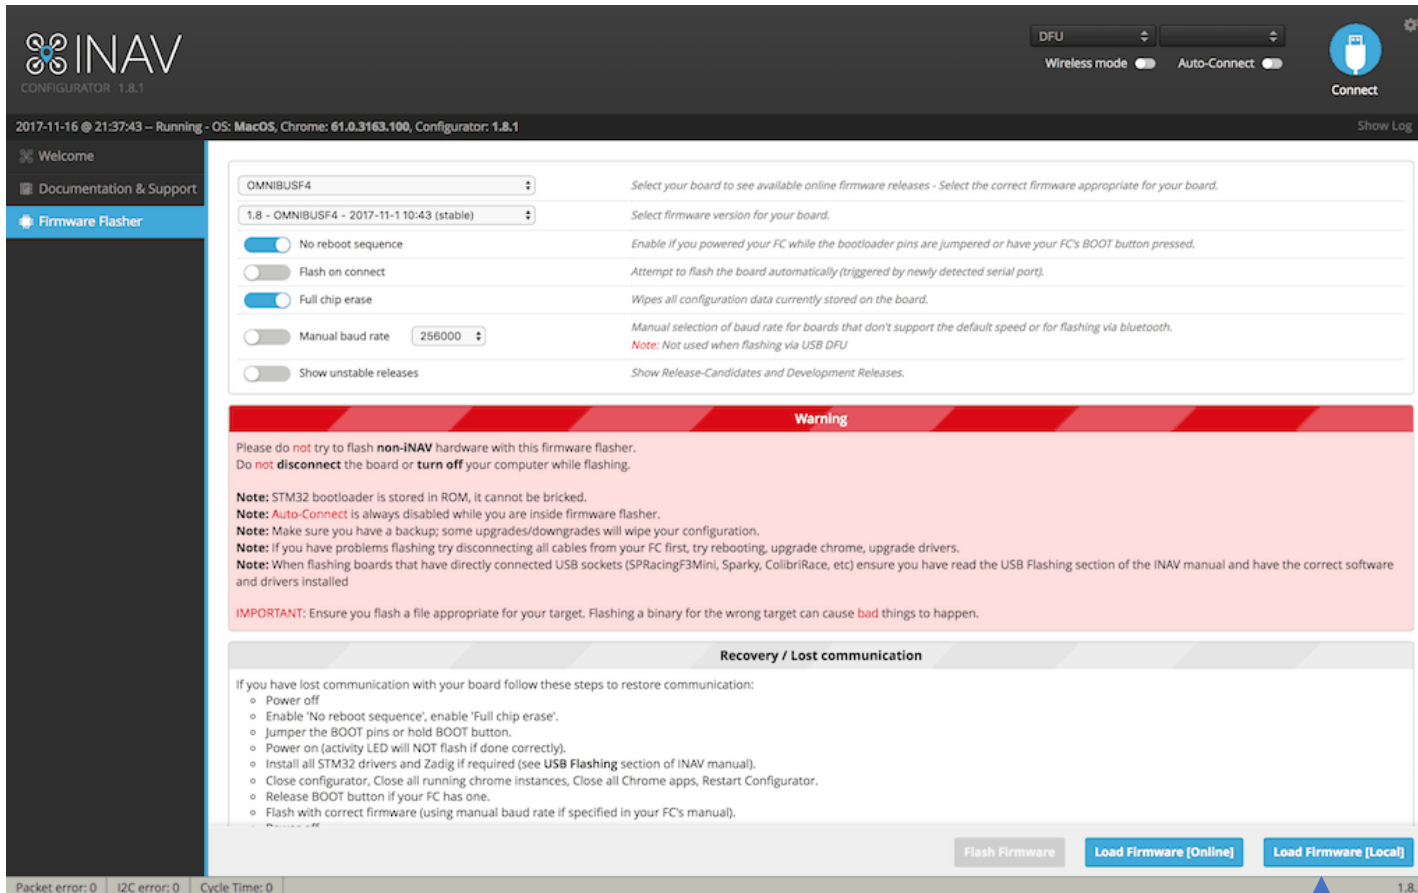 INAV
CONFIGURATOR 1.8.1
DFU
Wireless mode Auto-Connect
Connect
2017-11-16 @ 21:37:43 -- Running - OS: MacOS, Chrome: 61.0.3163.100, Configurator: 1.8.1
Show Log
Welcome
Documentation & Support
Firmware Flasher
OMNIBUSF4 Select your board to see available online firmware releases - Select the correct firmware appropriate for your board.
1.8 - OMNIBUSF4 - 2017-11-1 10:43 (stable) Select firmware version for your board.
No reboot sequence Enable if you powered your FC while the bootloader pins are jumpered or have your FC's BOOT button pressed.
Flash on connect Attempt to flash the board automatically (triggered by newly detected serial port).
Full chip erase Wipes all configuration data currently stored on the board.
Manual baud rate 256000 Manual selection of baud rate for boards that don't support the default speed or for flashing via bluetooth.
Note: Not used when flashing via USB DFU
Show unstable releases Show Release-Candidates and Development Releases.
Warning
Please do not try to flash non-iNAV hardware with this firmware flasher.
Do not disconnect the board or turn off your computer while flashing.
Note: STM32 bootloader is stored in ROM, it cannot be bricked.
Note: Auto-Connect is always disabled while you are inside firmware flasher.
Note: Make sure you have a backup; some upgrades/downgrades will wipe your configuration.
Note: If you have problems flashing try disconnecting all cables from your FC first, try rebooting, upgrade chrome, upgrade drivers.
Note: When flashing boards that have directly connected USB sockets (SPRacingF3Mini, Sparky, ColibriRace, etc) ensure you have read the USB Flashing section of the INAV manual and have the correct software
and drivers installed
IMPORTANT: Ensure you flash a file appropriate for your target. Flashing a binary for the wrong target can cause bad things to happen.
Recovery / Lost communication
If you have lost communication with your board follow these steps to restore communication:
Power off
Enable 'No reboot sequence', enable 'Full chip erase'.
Jumper the BOOT pins or hold BOOT button.
Power on (activity LED will NOT flash if done correctly).
Install all STM32 drivers and Zadig if required (see USB Flashing section of INAV manual).
Close configurator, Close all running chrome instances, Close all Chrome apps, Restart Configurator.
Release BOOT button if your FC has one.
Flash with correct firmware (using manual baud rate if specified in your FC's manual).
Flash Firmware Load Firmware [Online] Load Firmware [Local]
Packet error: 0 I2C error: 0 Cycle Time: 0 1.8.